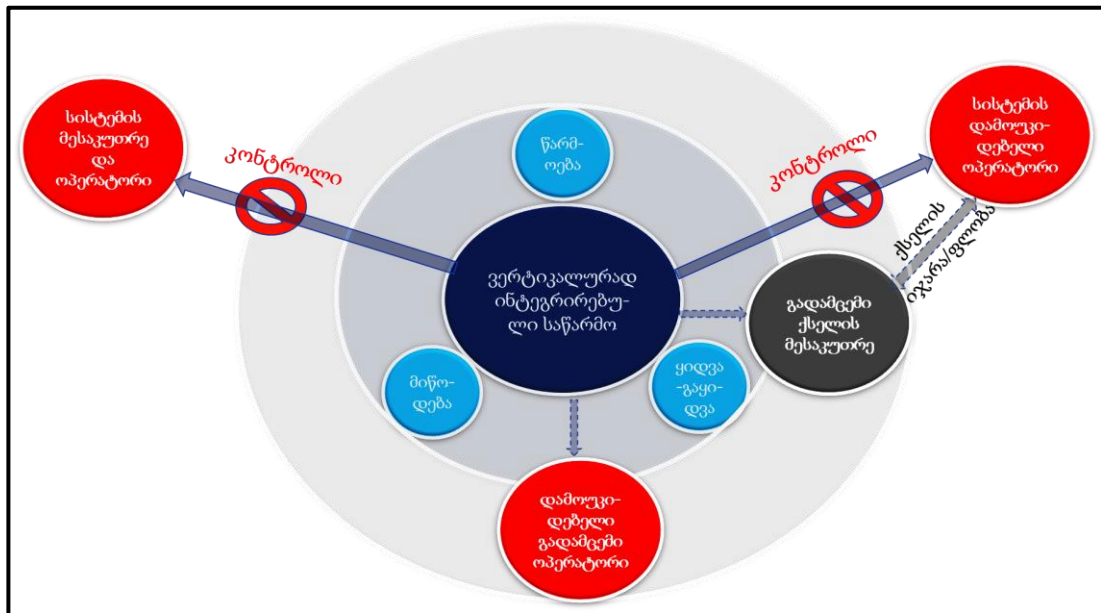 სისტემის
მესაკუთრე
და
ოპერატორი
კონტროლი
წარმ-
ოება
კონტროლი
სისტემის
დამოუკი-
დებელი
ოპერატორი
ქსელის
იჯარა/ფლობა
ვერტიკალურად
ინტეგრირებუ-
ლი საწარმო
გადამცემი
ქსელის
მესაკუთრე
მიწო-
დება
ყიდვა
-გაყი-
დვა
დამოუკი-
დებელი
გადამცემი
ოპერატორი